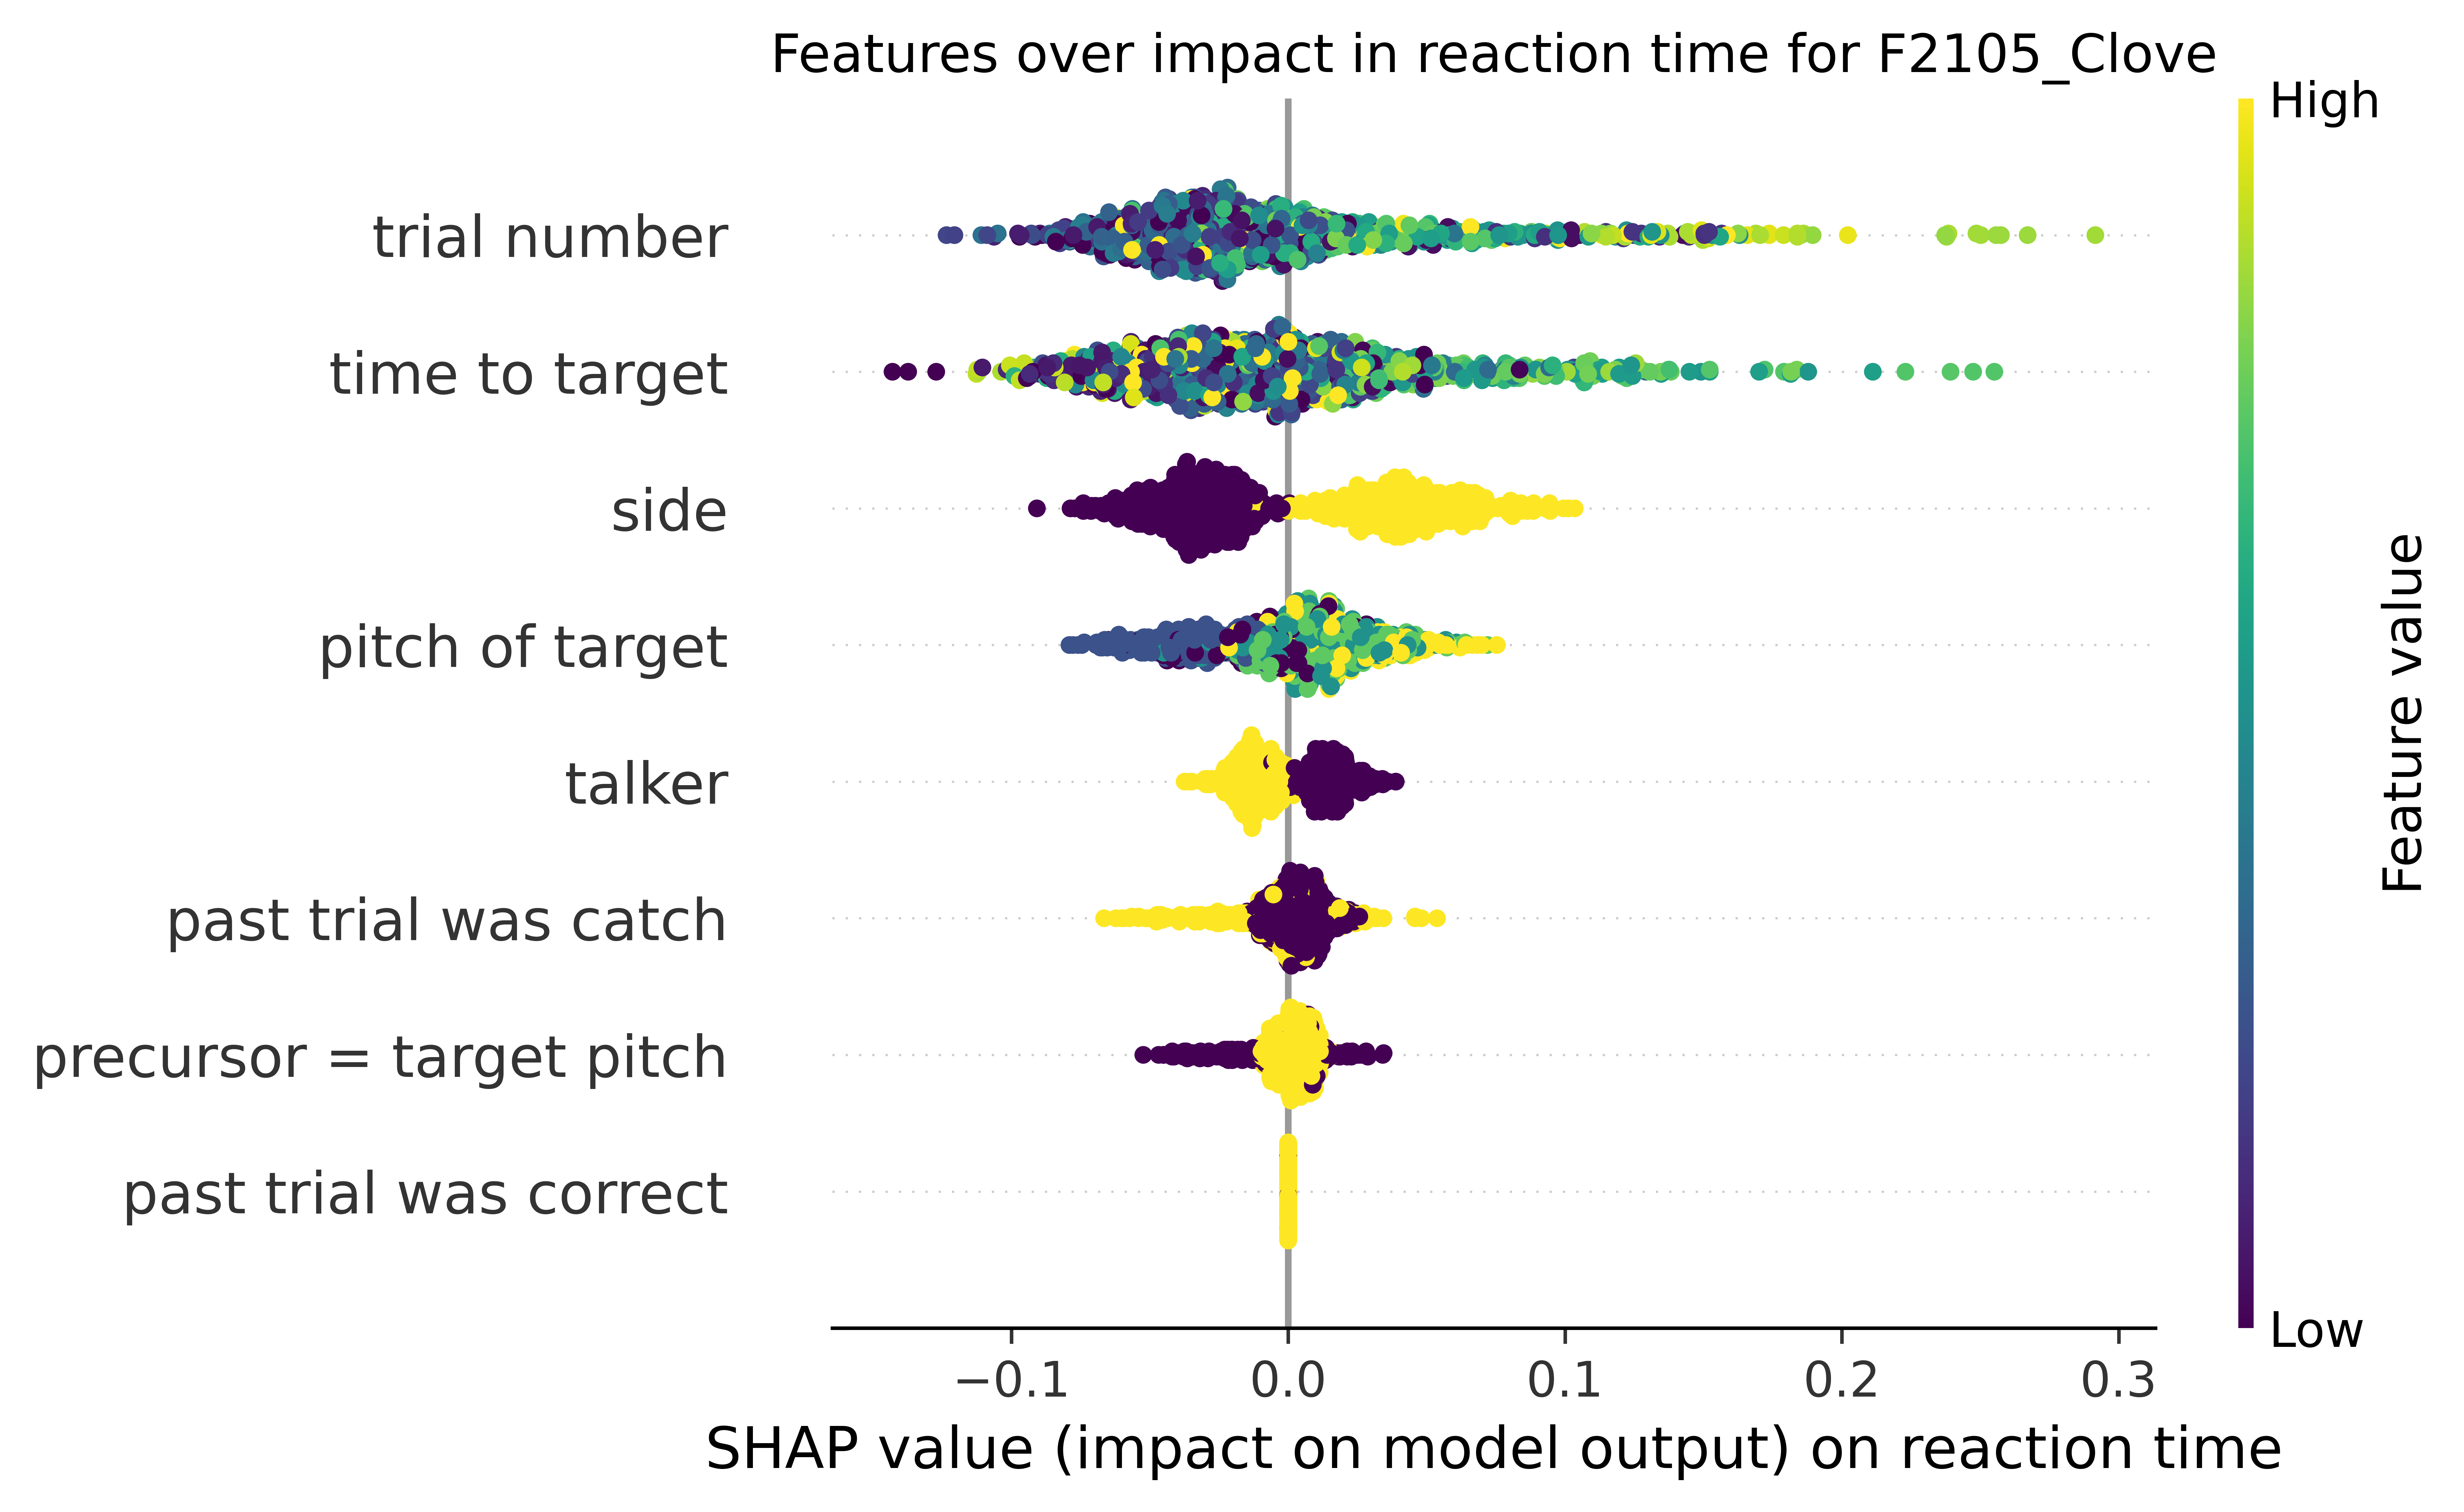 Features over impact in reaction time for F2105_Clove
High
trial number
time to target
side
pitch of target
talker
past trial was catch
precursor = target pitch
past trial was correct
Feature value
Low
−0.1 0.0 0.1 0.2 0.3
SHAP value (impact on model output) on reaction time